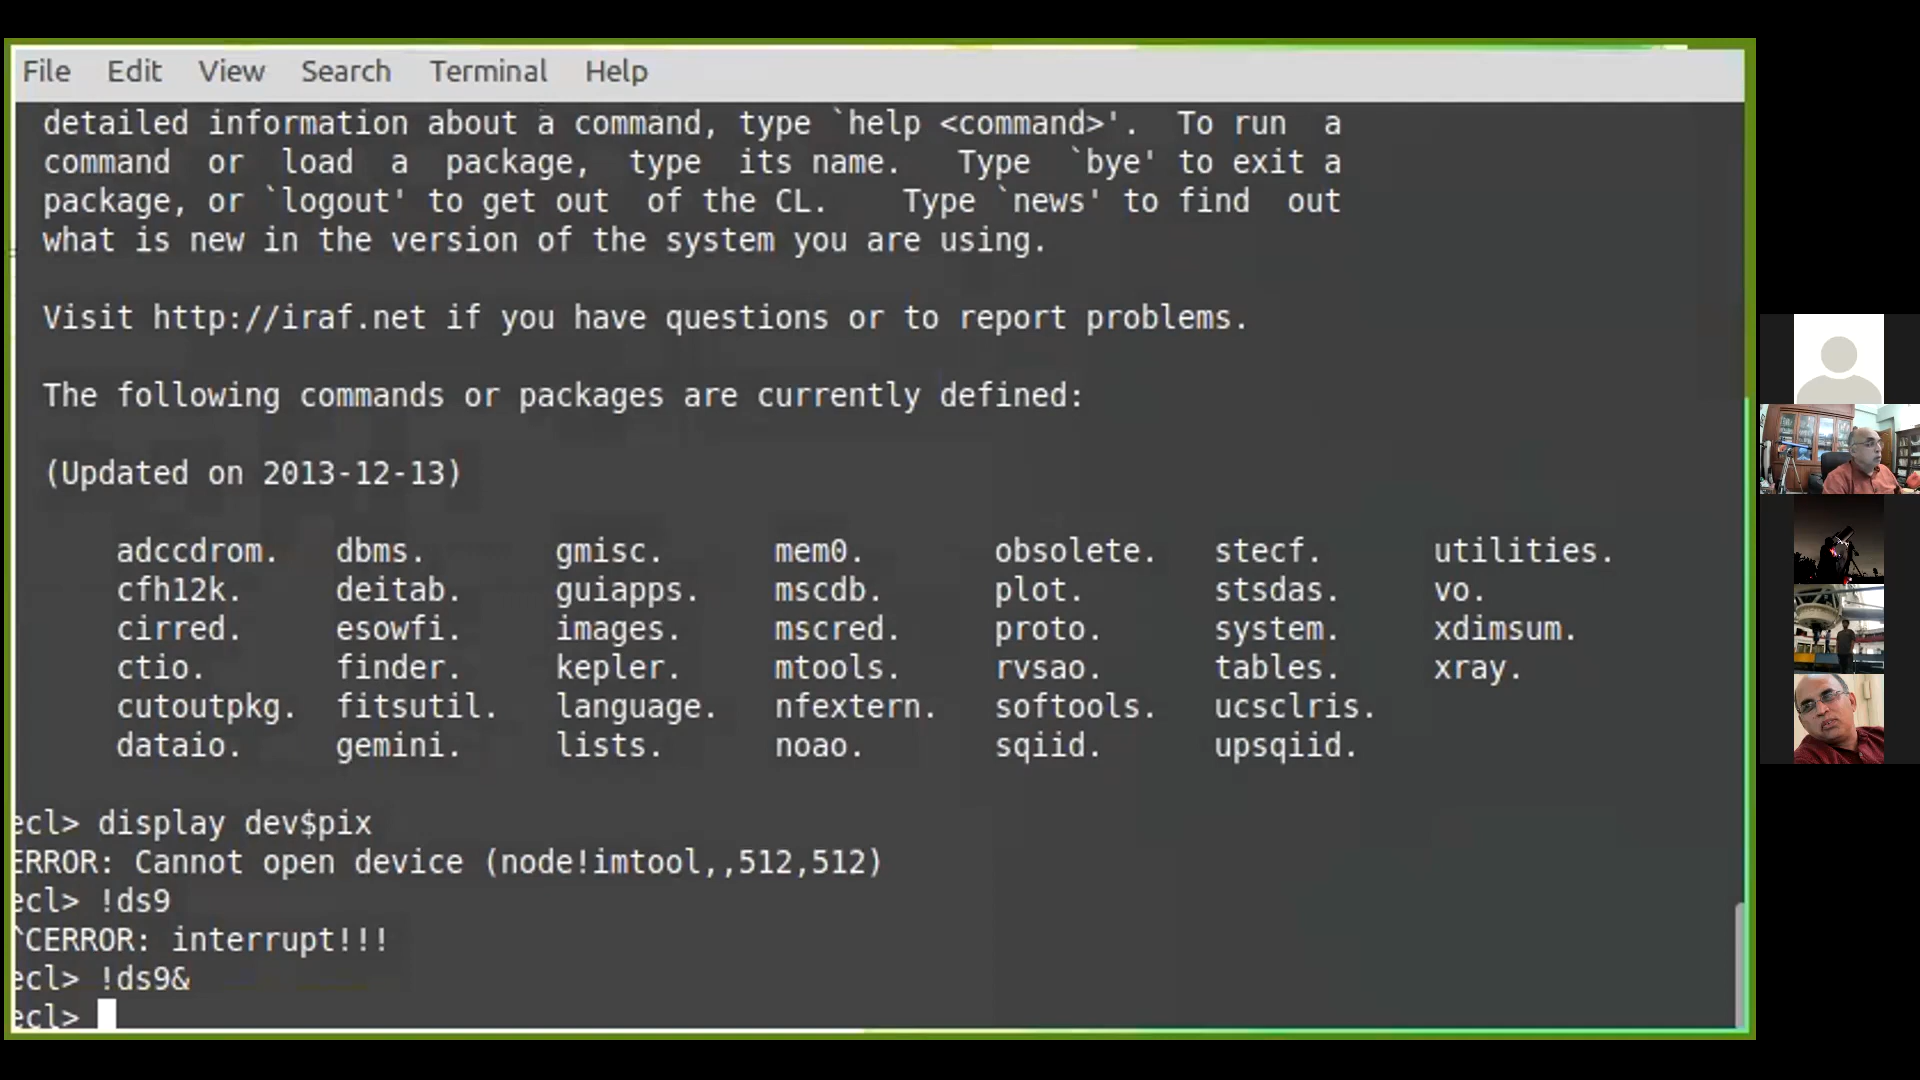 File Edit View Search Terminal Help
detailed information about a command, type `help <command>'. To run a
command or load a package, type its name. Type `bye' to exit a
package, or `logout' to get out of the CL. Type `news' to find out
what is new in the version of the system you are using.
Visit http://iraf.net if you have questions or to report problems.
The following commands or packages are currently defined:
(Updated on 2013-12-13)
adccdrom. dbms. gmisc. mem0. obsolete. stecf. utilities.
cfh12k. deitab. guiapps. mscdb. plot. stsdas. vo.
cirred. esowfi. images. mscred. proto. system. xdimsum.
ctio. finder. kepler. mtools. rvsao. tables. xray.
cutoutpkg. fitsutil. language. nfextern. softools. ucsclris.
dataio. gemini. lists. noao. sqiid. upsqiid.
ecl> display dev$pix
ERROR: Cannot open device (node!imtool,,512,512)
ecl> !ds9
^CERROR: interrupt!!!
ecl> !ds9&
ecl>